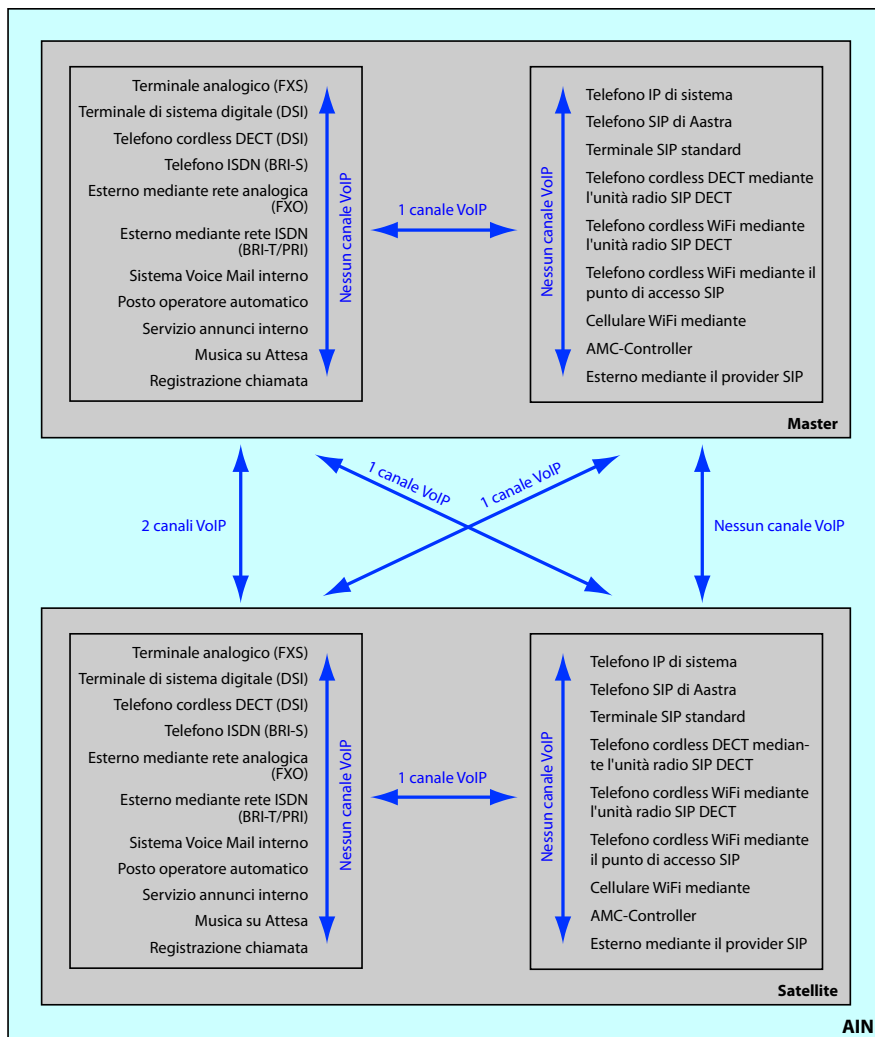 Terminale analogico (FXS)
Terminale di sistema digitale (DSI)
Telefono cordless DECT (DSI)
Telefono ISDN (BRI-S)
Esterno mediante rete analogica
(FXO)
Esterno mediante rete ISDN
(BRI-T/PRI)
Sistema Voice Mail interno
Posto operatore automatico
Servizio annunci interno
Musica su Attesa
Registrazione chiamata
Nessun canale VoIP
1 canale VoIP
Nessun canale VoIP
Telefono IP di sistema
Telefono SIP di Aastra
Terminale SIP standard
Telefono cordless DECT mediante
l'unità radio SIP DECT
Telefono cordless WiFi mediante
l'unità radio SIP DECT
Telefono cordless WiFi mediante il
punto di accesso SIP
Cellulare WiFi mediante
AMC-Controller
Esterno mediante il provider SIP
Master
2 canali VoIP
1 canale VoIP
1 canale VoIP
Nessun canale VoIP
Terminale analogico (FXS)
Terminale di sistema digitale (DSI)
Telefono cordless DECT (DSI)
Telefono ISDN (BRI-S)
Esterno mediante rete analogica
(FXO)
Esterno mediante rete ISDN
(BRI-T/PRI)
Sistema Voice Mail interno
Posto operatore automatico
Servizio annunci interno
Musica su Attesa
Registrazione chiamata
Nessun canale VoIP
1 canale VoIP
Nessun canale VoIP
Telefono IP di sistema
Telefono SIP di Aastra
Terminale SIP standard
Telefono cordless DECT median-
te l'unità radio SIP DECT
Telefono cordless WiFi mediante
l'unità radio SIP DECT
Telefono cordless WiFi mediante
il punto di accesso SIP
Cellulare WiFi mediante
AMC-Controller
Esterno mediante il provider SIP
Satellite
AIN